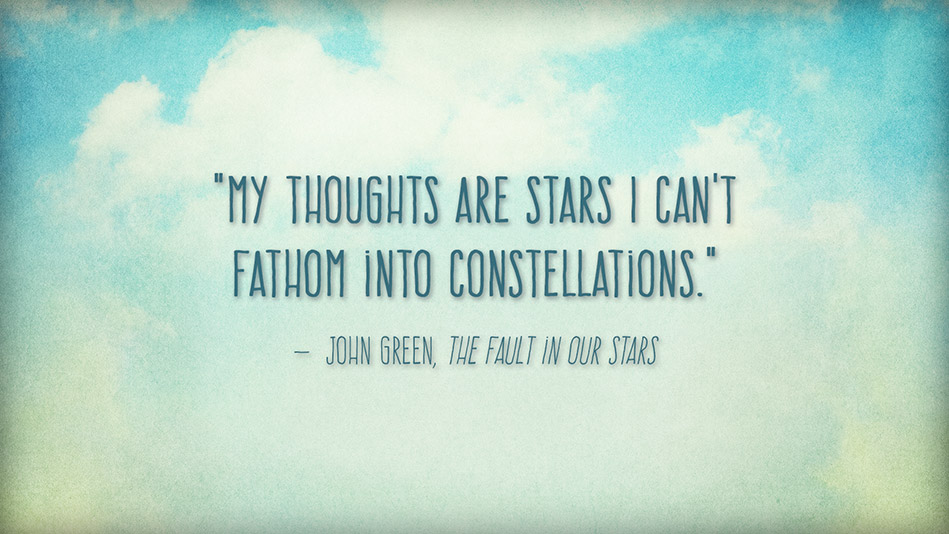 "MY THOUGHTS ARE STARS I CAN'T
FATHOM iNTO CONSTELLATiONS."
– JOHN GREEN, THE FAULT iN OUR STARS